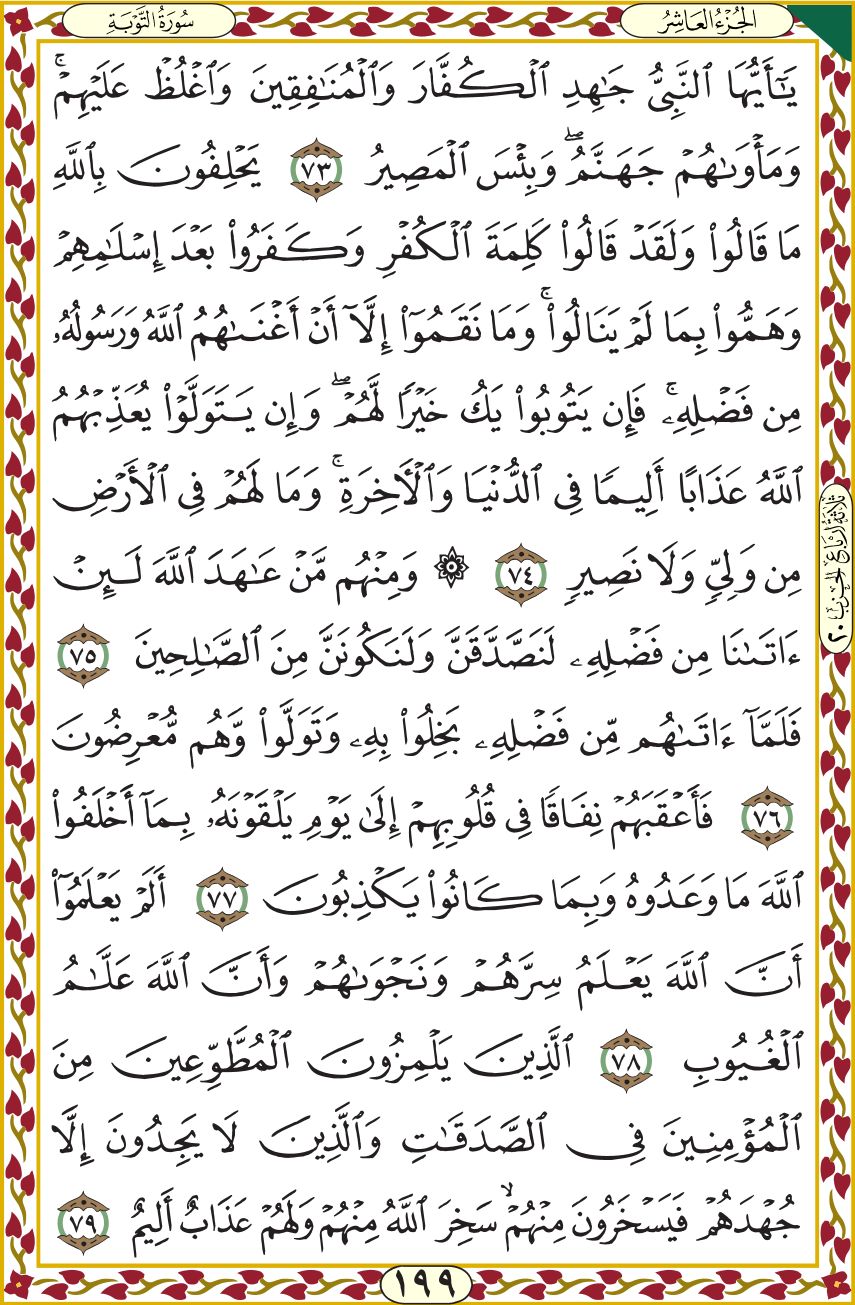 الجُزْءُ العَاشِرُ
سُورَةُ التَّوْبَةِ
يَٰٓأَيُّهَا ٱلنَّبِىُّ جَٰهِدِ ٱلْكُفَّارَ وَٱلْمُنَٰفِقِينَ وَٱغْلُظْ عَلَيْهِمْۚ
وَمَأْوَىٰهُمْ جَهَنَّمُۖ وَبِئْسَ ٱلْمَصِيرُ ٧٣ يَحْلِفُونَ بِٱللَّهِ
مَا قَالُوا۟ وَلَقَدْ قَالُوا۟ كَلِمَةَ ٱلْكُفْرِ وَكَفَرُوا۟ بَعْدَ إِسْلَٰمِهِمْ
وَهَمُّوا۟ بِمَا لَمْ يَنَالُوا۟ۚ وَمَا نَقَمُوٓا۟ إِلَّآ أَنْ أَغْنَىٰهُمُ ٱللَّهُ وَرَسُولُهُۥ
مِن فَضْلِهِۦۚ فَإِن يَتُوبُوا۟ يَكُ خَيْرًا لَّهُمْۖ وَإِن يَتَوَلَّوْا۟ يُعَذِّبْهُمُ
ٱللَّهُ عَذَابًا أَلِيمًا فِى ٱلدُّنْيَا وَٱلْـَٔاخِرَةِۚ وَمَا لَهُمْ فِى ٱلْأَرْضِ
مِن وَلِىٍّ وَلَا نَصِيرٍ ٧٤ ۞ وَمِنْهُم مَّنْ عَٰهَدَ ٱللَّهَ لَئِنْ
ءَاتَىٰنَا مِن فَضْلِهِۦ لَنَصَّدَّقَنَّ وَلَنَكُونَنَّ مِنَ ٱلصَّٰلِحِينَ ٧٥
فَلَمَّآ ءَاتَىٰهُم مِّن فَضْلِهِۦ بَخِلُوا۟ بِهِۦ وَتَوَلَّوا۟ وَّهُم مُّعْرِضُونَ
٧٦ فَأَعْقَبَهُمْ نِفَاقًا فِى قُلُوبِهِمْ إِلَىٰ يَوْمِ يَلْقَوْنَهُۥ بِمَآ أَخْلَفُوا۟
ٱللَّهَ مَا وَعَدُوهُ وَبِمَا كَانُوا۟ يَكْذِبُونَ ٧٧ أَلَمْ يَعْلَمُوٓا۟
أَنَّ ٱللَّهَ يَعْلَمُ سِرَّهُمْ وَنَجْوَىٰهُمْ وَأَنَّ ٱللَّهَ عَلَّٰمُ
ٱلْغُيُوبِ ٧٨ ٱلَّذِينَ يَلْمِزُونَ ٱلْمُطَّوِّعِينَ مِنَ
ٱلْمُؤْمِنِينَ فِى ٱلصَّدَقَٰتِ وَٱلَّذِينَ لَا يَجِدُونَ إِلَّا
جُهْدَهُمْ فَيَسْخَرُونَ مِنْهُمْۙ سَخِرَ ٱللَّهُ مِنْهُمْ وَلَهُمْ عَذَابٌ أَلِيمٌ ٧٩
ثَلَاثَةُ أَرْبَاعِ الحِزْبِ ٢٠
١٩٩